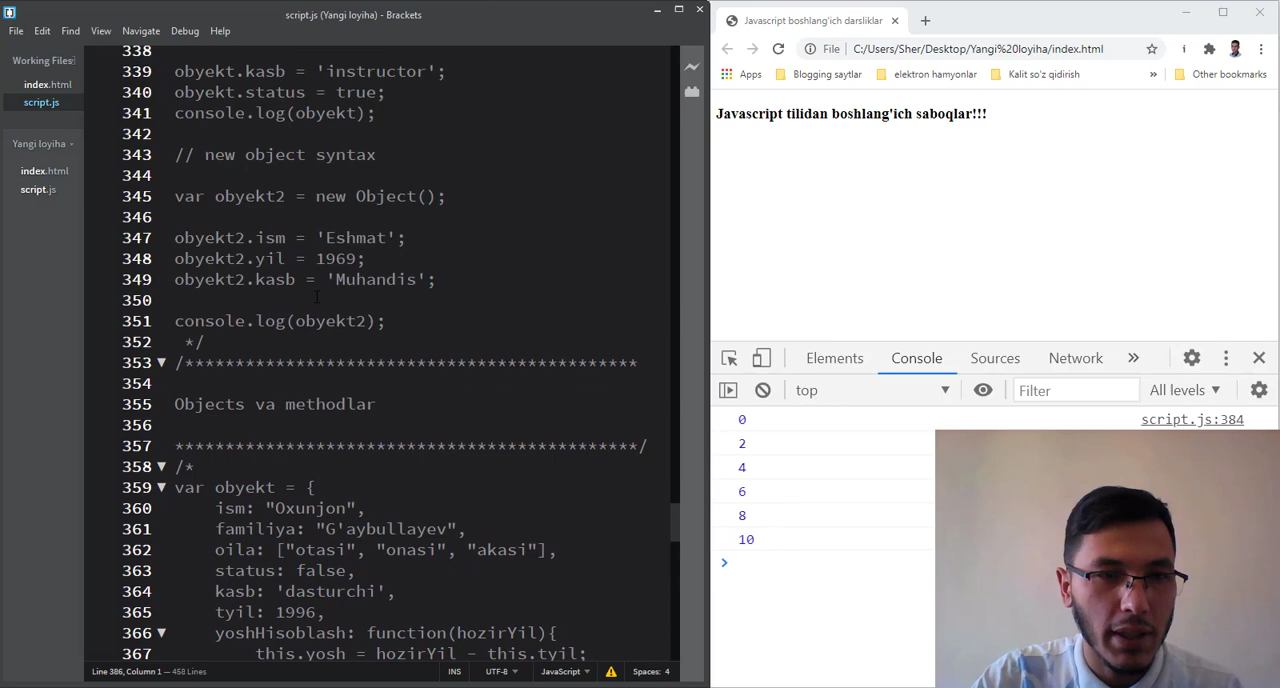 script.js (Yangi loyiha) - Brackets
File Edit Find View Navigate Debug Help
Working Files
index.html
script.js
Yangi loyiha
index.html
script.js
338
339 obyekt.kasb = 'instructor';
340 obyekt.status = true;
341 console.log(obyekt);
342
343 // new object syntax
344
345 var obyekt2 = new Object();
346
347 obyekt2.ism = 'Eshmat';
348 obyekt2.yil = 1969;
349 obyekt2.kasb = 'Muhandis';
350
351 console.log(obyekt2);
352 */
353 /*********************************************
354
355 Objects va methodlar
356
357 **********************************************/
358 /*
359 var obyekt = {
360 ism: "Oxunjon",
361 familiya: "G'aybullayev",
362 oila: ["otasi", "onasi", "akasi"],
363 status: false,
364 kasb: 'dasturchi',
365 tyil: 1996,
366 yoshHisoblash: function(hozirYil){
367 this.yosh = hozirYil - this.tyil;
Line 386, Column 1 — 458 Lines
INS UTF-8 JavaScript Spaces: 4
Javascript boshlang'ich darsliklar
File C:/Users/Sher/Desktop/Yangi%20loyiha/index.html
Apps Blogging saytlar elektron hamyonlar Kalit so'z qidirish » Other bookmarks
Javascript tilidan boshlang'ich saboqlar!!!
Elements Console Sources Network »
top Filter All levels
0 script.js:384
2
4
6
8
10